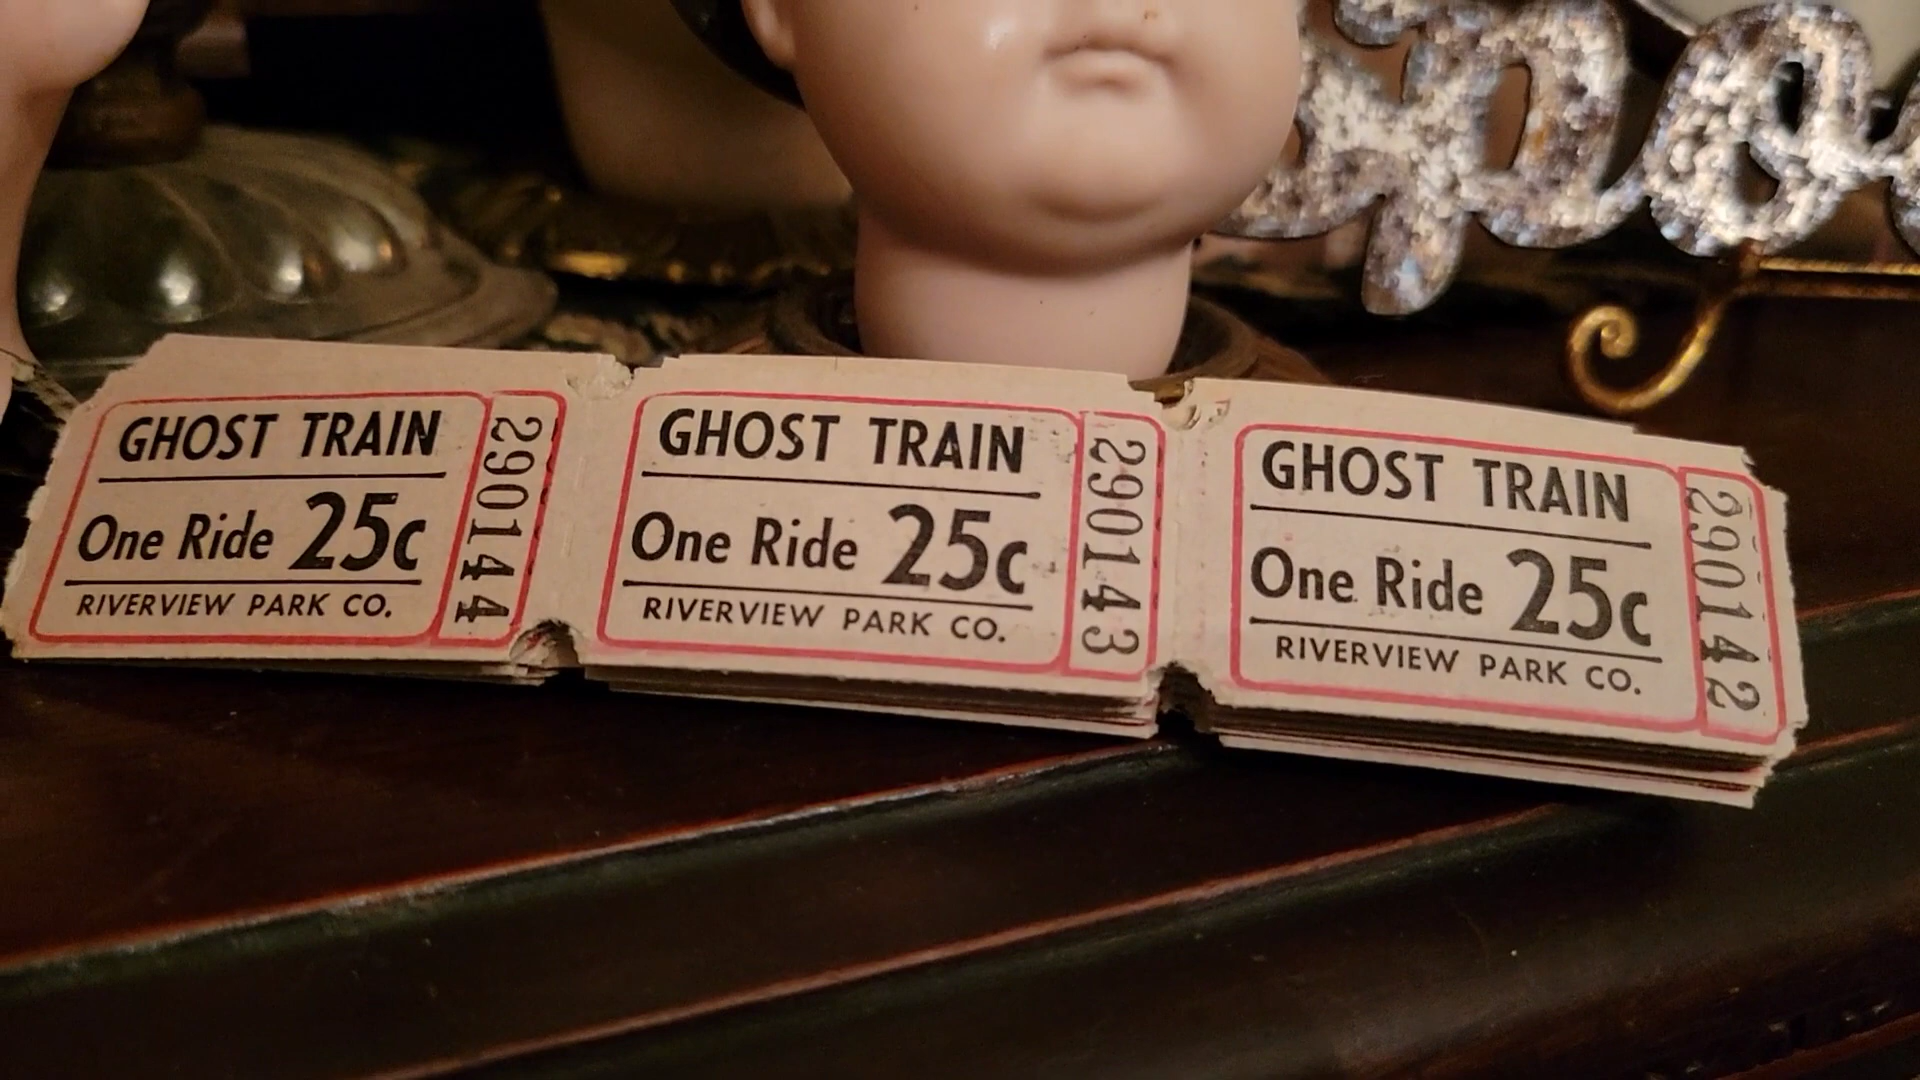 GHOST TRAIN
One Ride 25c
RIVERVIEW PARK CO.
290144
GHOST TRAIN
One Ride 25c
RIVERVIEW PARK CO.
290143
GHOST TRAIN
One Ride 25c
RIVERVIEW PARK CO.
290142